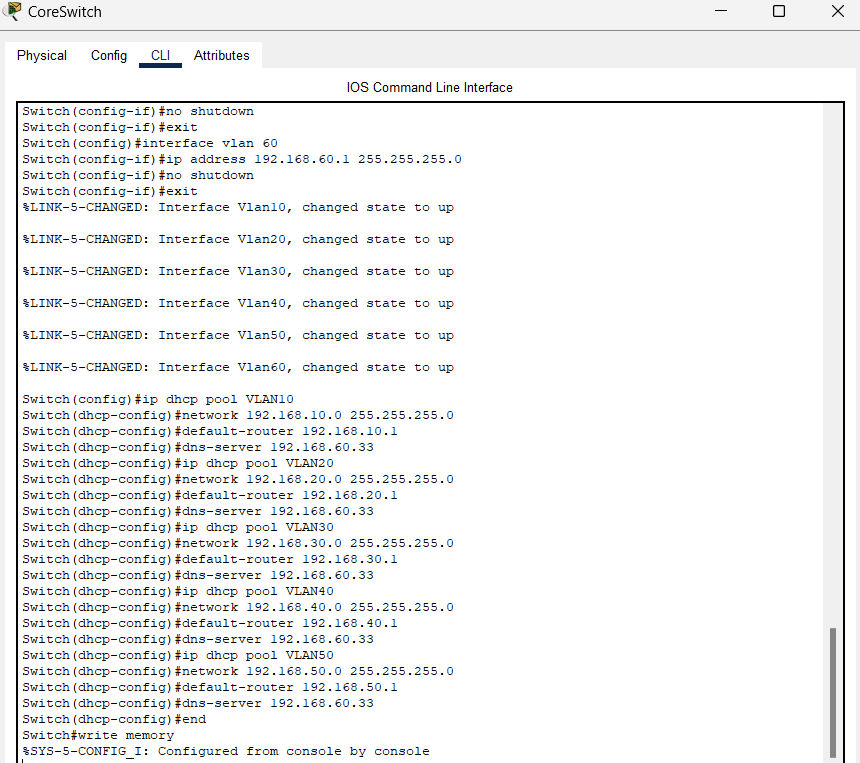 CoreSwitch
Physical Config CLI Attributes
IOS Command Line Interface
Switch(config-if)#no shutdown
Switch(config-if)#exit
Switch(config)#interface vlan 60
Switch(config-if)#ip address 192.168.60.1 255.255.255.0
Switch(config-if)#no shutdown
Switch(config-if)#exit
%LINK-5-CHANGED: Interface Vlan10, changed state to up
%LINK-5-CHANGED: Interface Vlan20, changed state to up
%LINK-5-CHANGED: Interface Vlan30, changed state to up
%LINK-5-CHANGED: Interface Vlan40, changed state to up
%LINK-5-CHANGED: Interface Vlan50, changed state to up
%LINK-5-CHANGED: Interface Vlan60, changed state to up
Switch(config)#ip dhcp pool VLAN10
Switch(dhcp-config)#network 192.168.10.0 255.255.255.0
Switch(dhcp-config)#default-router 192.168.10.1
Switch(dhcp-config)#dns-server 192.168.60.33
Switch(dhcp-config)#ip dhcp pool VLAN20
Switch(dhcp-config)#network 192.168.20.0 255.255.255.0
Switch(dhcp-config)#default-router 192.168.20.1
Switch(dhcp-config)#dns-server 192.168.60.33
Switch(dhcp-config)#ip dhcp pool VLAN30
Switch(dhcp-config)#network 192.168.30.0 255.255.255.0
Switch(dhcp-config)#default-router 192.168.30.1
Switch(dhcp-config)#dns-server 192.168.60.33
Switch(dhcp-config)#ip dhcp pool VLAN40
Switch(dhcp-config)#network 192.168.40.0 255.255.255.0
Switch(dhcp-config)#default-router 192.168.40.1
Switch(dhcp-config)#dns-server 192.168.60.33
Switch(dhcp-config)#ip dhcp pool VLAN50
Switch(dhcp-config)#network 192.168.50.0 255.255.255.0
Switch(dhcp-config)#default-router 192.168.50.1
Switch(dhcp-config)#dns-server 192.168.60.33
Switch(dhcp-config)#end
Switch#write memory
%SYS-5-CONFIG_I: Configured from console by console